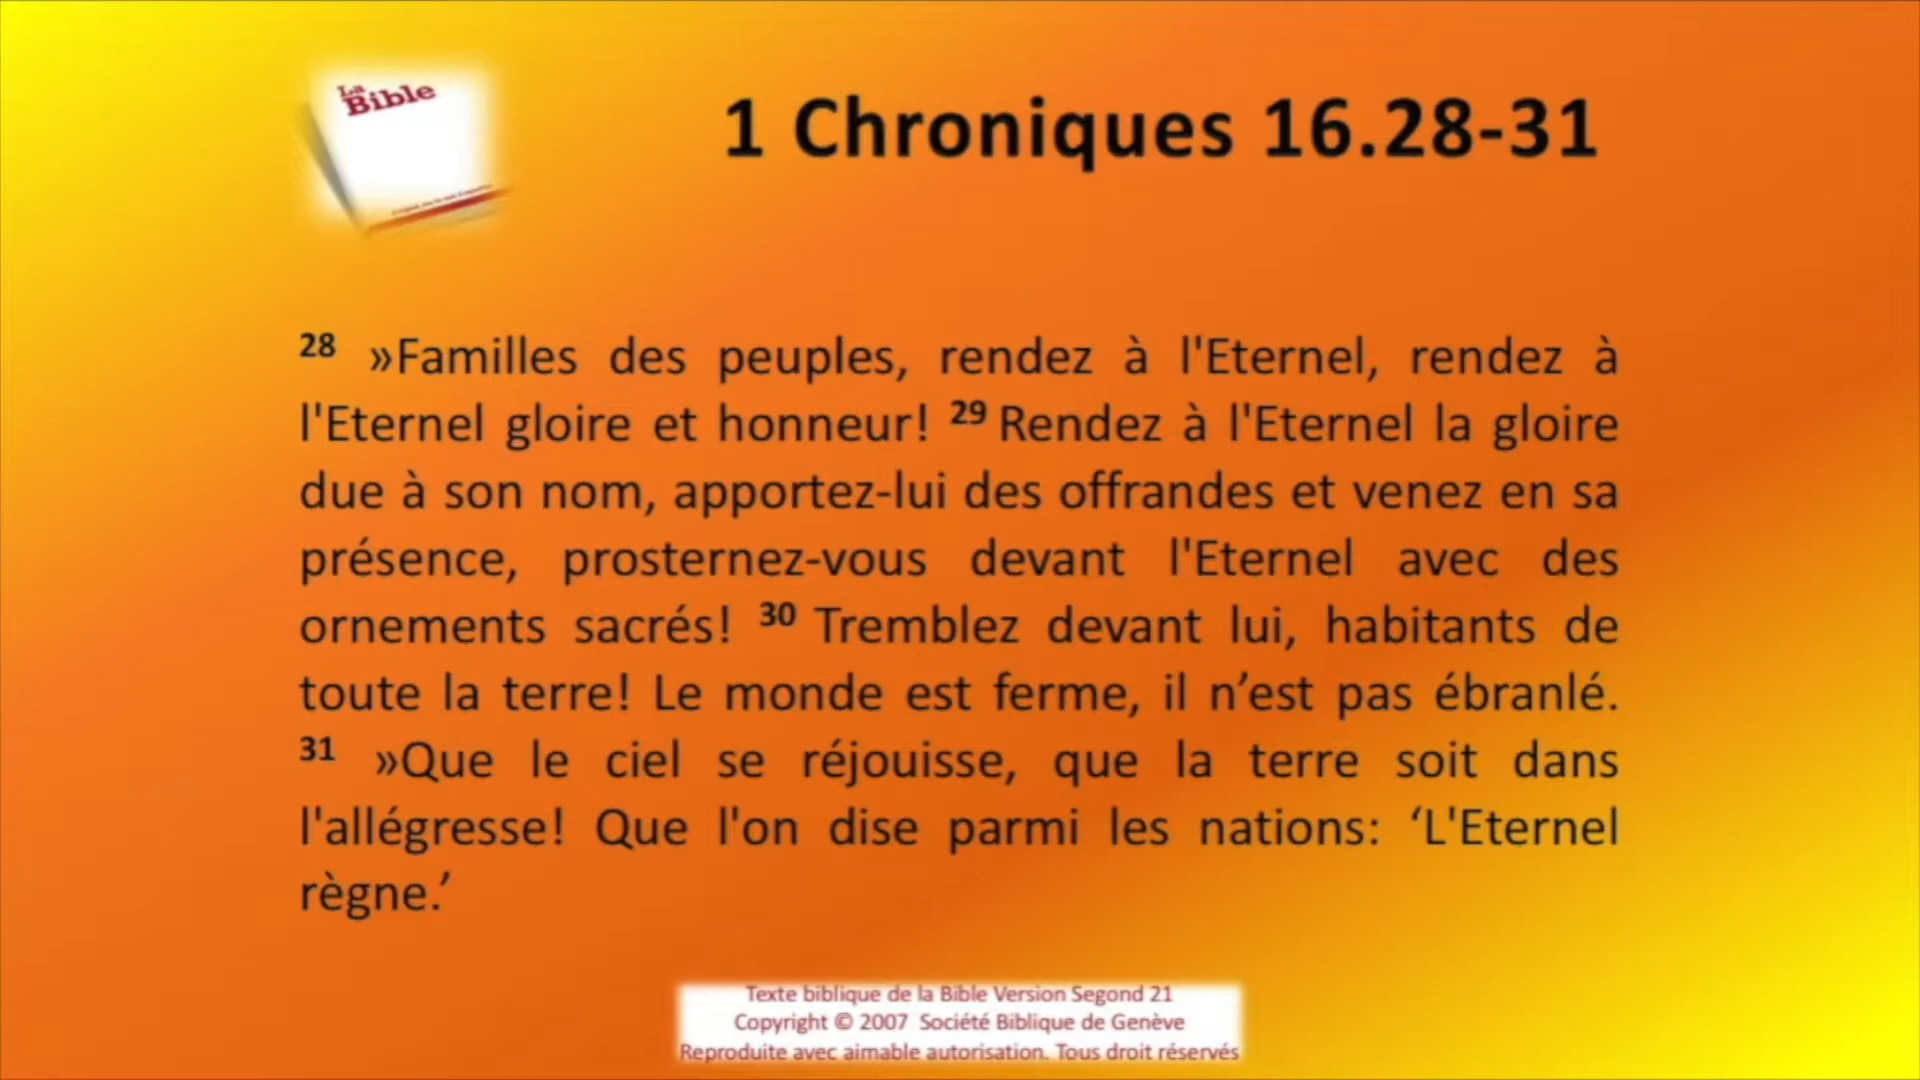 La
Bible
1 Chroniques 16.28-31
28 »Familles des peuples, rendez à l'Eternel, rendez à
l'Eternel gloire et honneur! 29 Rendez à l'Eternel la gloire
due à son nom, apportez-lui des offrandes et venez en sa
présence, prosternez-vous devant l'Eternel avec des
ornements sacrés! 30 Tremblez devant lui, habitants de
toute la terre! Le monde est ferme, il n’est pas ébranlé.
31 »Que le ciel se réjouisse, que la terre soit dans
l'allégresse! Que l'on dise parmi les nations: ‘L'Eternel
règne.’
Texte biblique de la Bible Version Segond 21
Copyright © 2007 Société Biblique de Genève
Reproduite avec aimable autorisation. Tous droit réservés